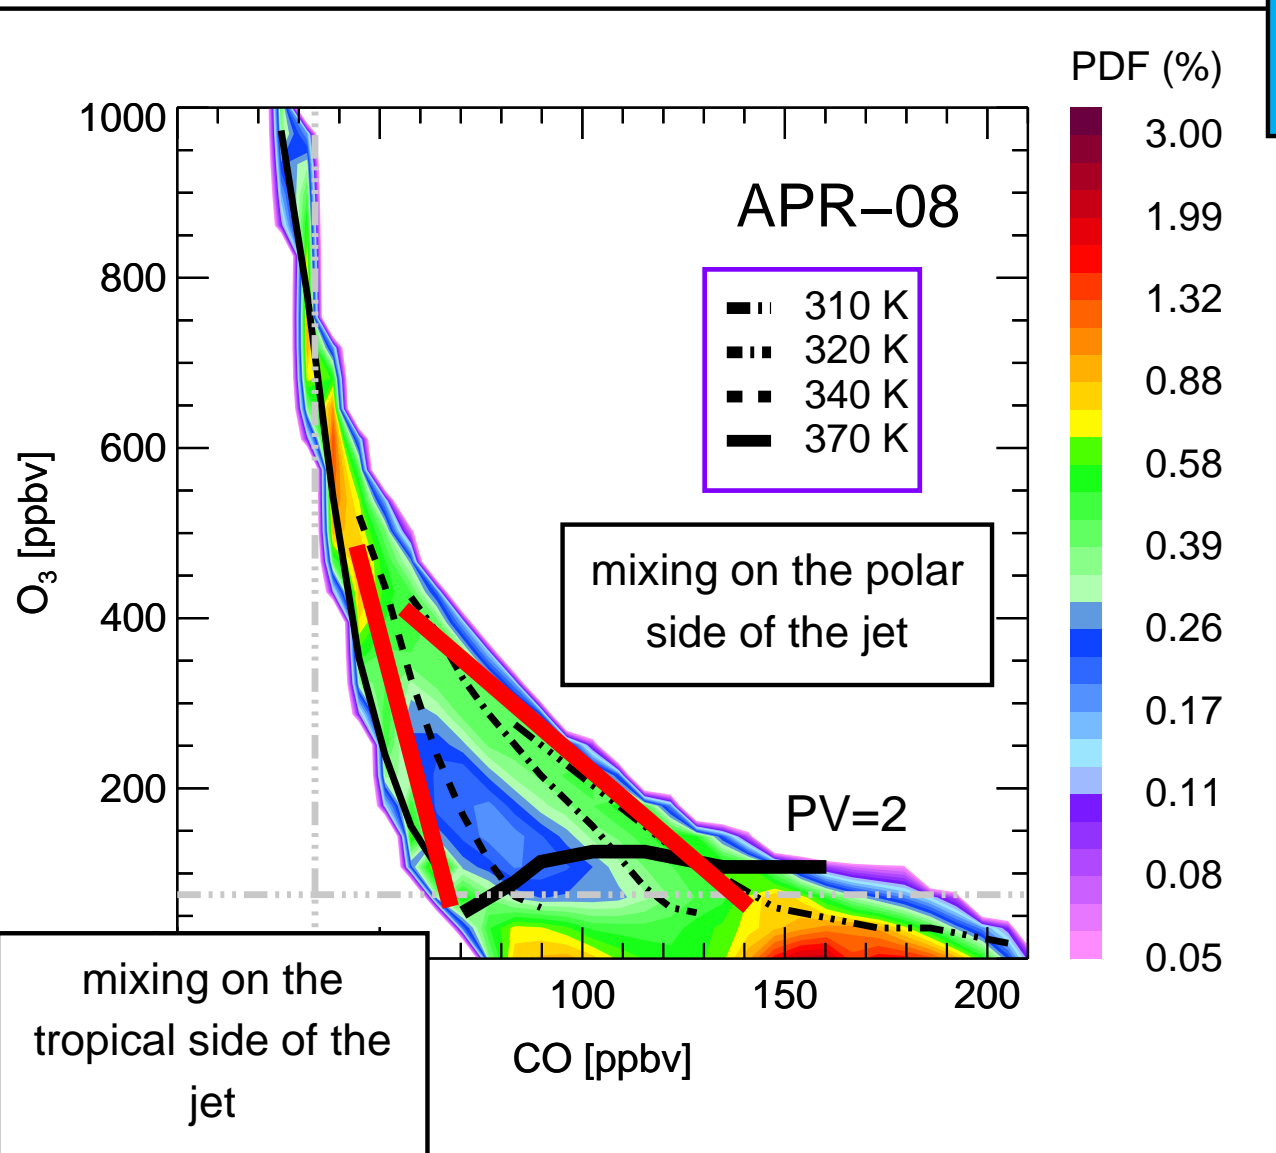 PDF (%)
1000
800
600
400
200
O3 [ppbv]
APR−08
310 K
320 K
340 K
370 K
mixing on the polar
side of the jet
PV=2
mixing on the
tropical side of the
jet
100
150
200
CO [ppbv]
3.00
1.99
1.32
0.88
0.58
0.39
0.26
0.17
0.11
0.08
0.05